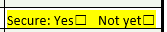 Secure: Yes☐ Not yet☐